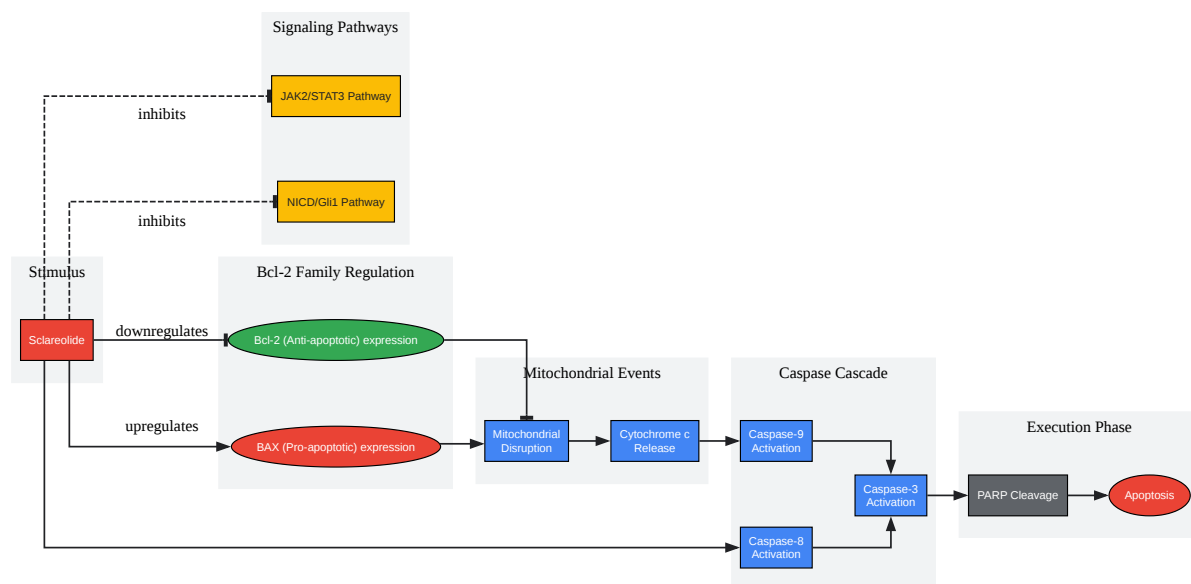 Signaling Pathways
JAK2/STAT3 Pathway
inhibits
NICD/Gli1 Pathway
inhibits
Stimulus
Bcl-2 Family Regulation
Sclareolide
downregulates
Bcl-2 (Anti-apoptotic) expression
upregulates
BAX (Pro-apoptotic) expression
Mitochondrial Events
Mitochondrial
Disruption
Cytochrome c
Release
Caspase Cascade
Caspase-9
Activation
Caspase-3
Activation
Caspase-8
Activation
Execution Phase
PARP Cleavage
Apoptosis